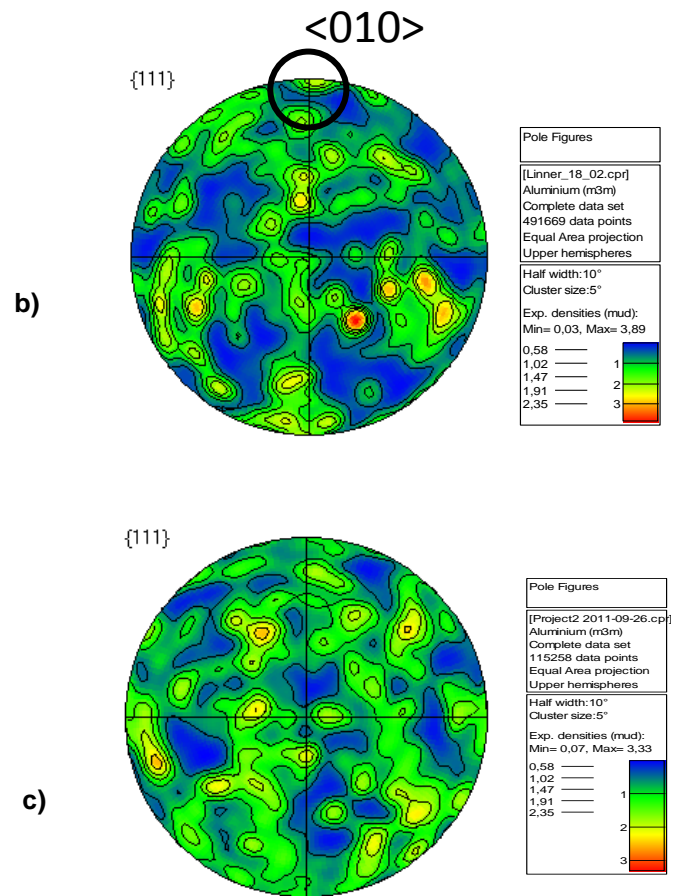 <010>
{111}
b)
Pole Figures
[Linner_18_02.cpr]
Aluminium (m3m)
Complete data set
491669 data points
Equal Area projection
Upper hemispheres
Half width:10°
Cluster size:5°
Exp. densities (mud):
Min= 0,03, Max= 3,89
0,58
1,02
1,47
1,91
2,35
1
2
3
{111}
c)
Pole Figures
[Project2 2011-09-26.cpr]
Aluminium (m3m)
Complete data set
115258 data points
Equal Area projection
Upper hemispheres
Half width:10°
Cluster size:5°
Exp. densities (mud):
Min= 0,07, Max= 3,33
0,58
1,02
1,47
1,91
2,35
1
2
3